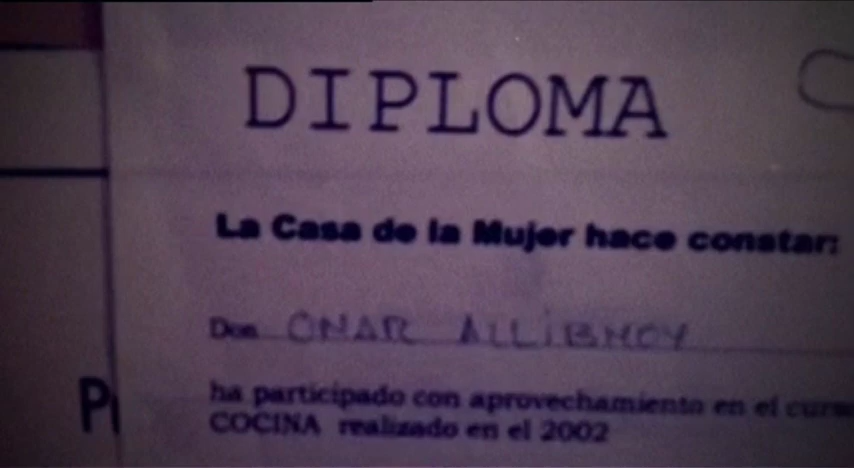 DIPLOMA
La Casa de la Mujer hace constar:
Don OMAR ALLIBHOY
ha participado con aprovechamiento en el
COCINA realizado en el 2002